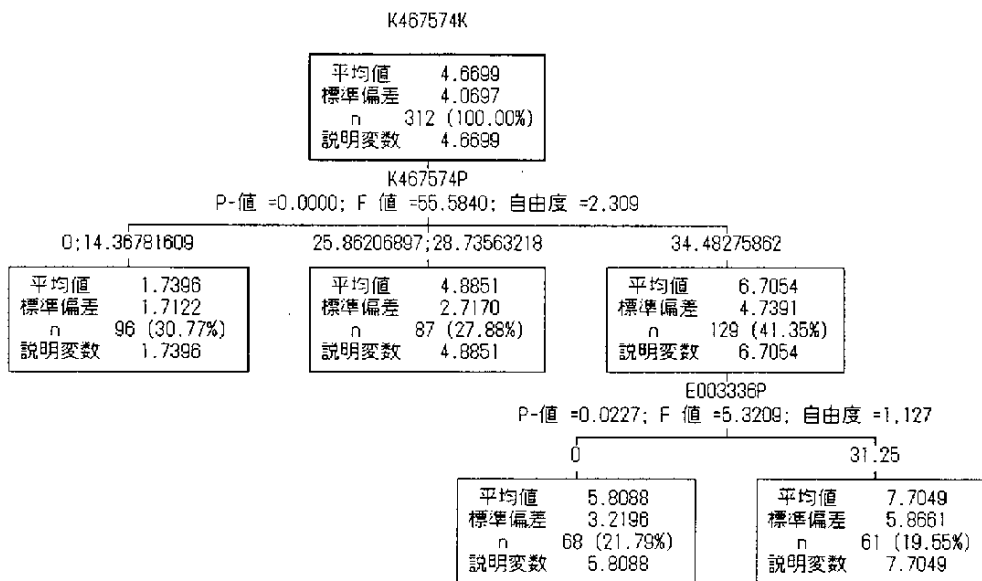 K467574K
平均値 4.6699
標準偏差 4.0697
n 312 (100.00%)
説明変数 4.6699
K467574P
P-値 =0.0000; F 値 =55.5840; 自由度 =2,309
0;14.36781609
25.86206897;28.73563218
34.48275862
平均値 1.7396
標準偏差 1.7122
n 96 (30.77%)
説明変数 1.7396
平均値 4.8851
標準偏差 2.7170
n 87 (27.88%)
説明変数 4.8851
平均値 6.7054
標準偏差 4.7391
n 129 (41.35%)
説明変数 6.7054
E003336P
P-値 =0.0227; F 値 =5.3209; 自由度 =1,127
0
31.25
平均値 5.8088
標準偏差 3.2196
n 68 (21.79%)
説明変数 5.8088
平均値 7.7049
標準偏差 5.8661
n 61 (19.55%)
説明変数 7.7049